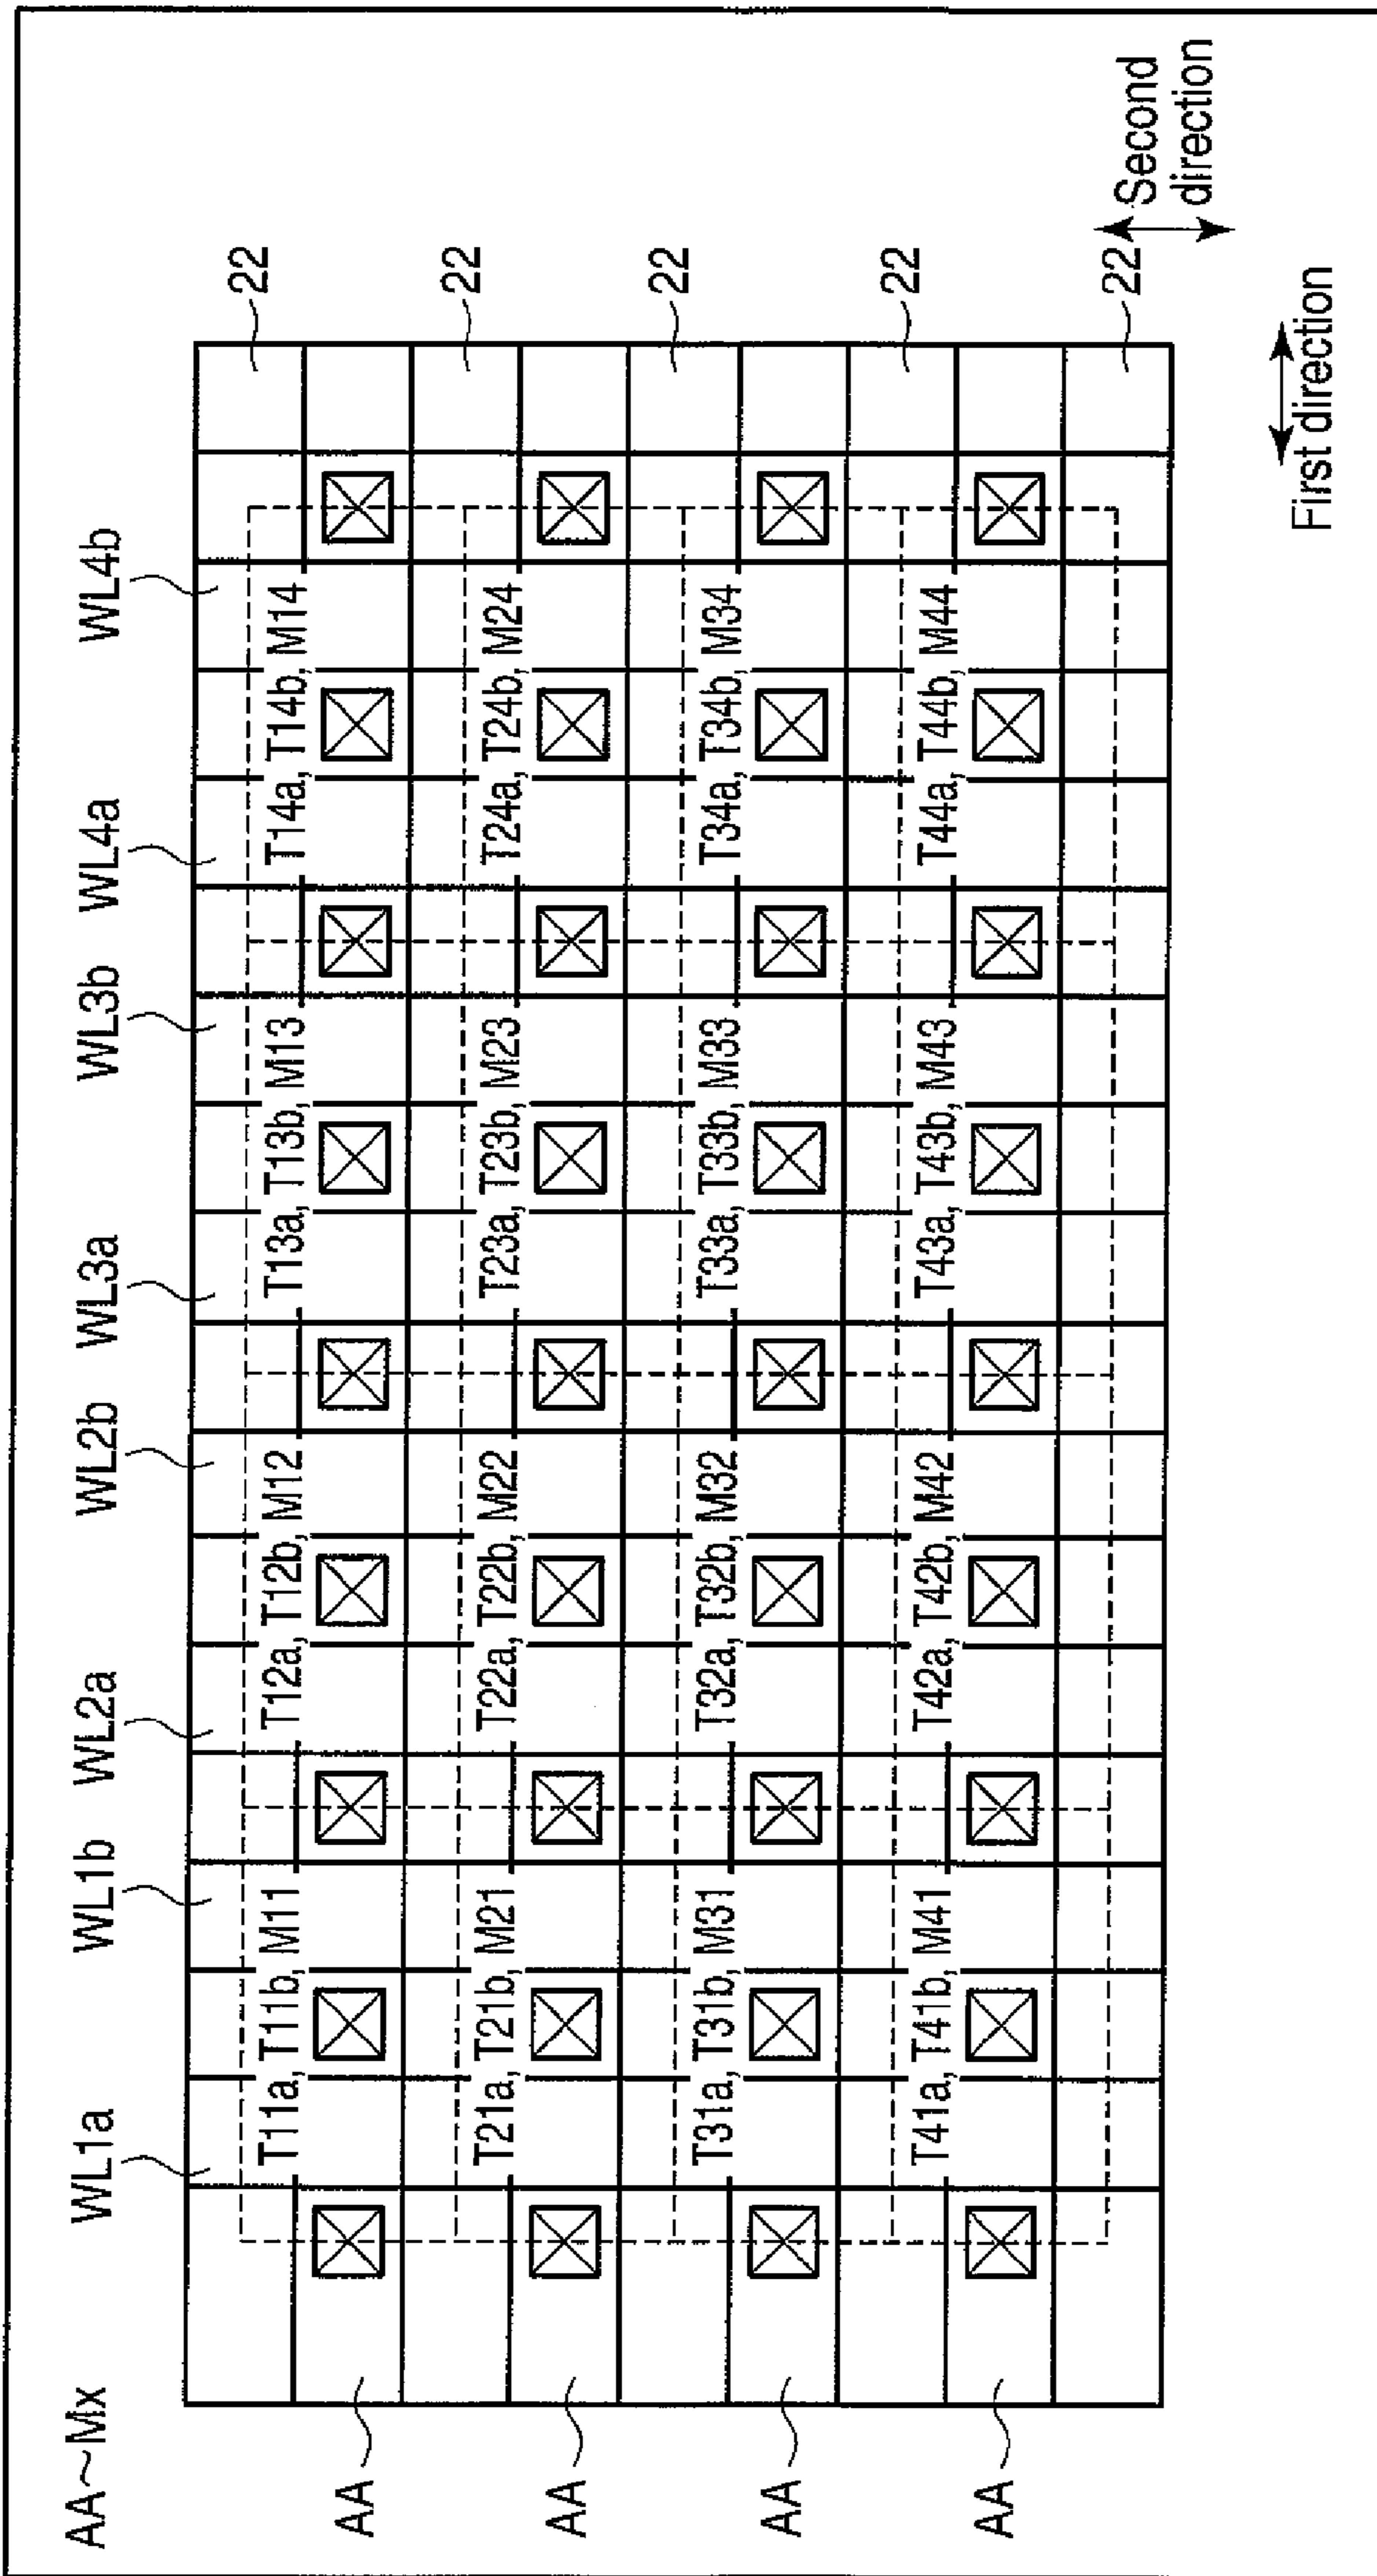 AA~Mx
WL1a
WL1b
WL2a
WL2b
WL3a
WL3b
WL4a
WL4b
22
T11a, T11b, M11
T12a, T12b, M12
T13a, T13b, M13
T14a, T14b, M14
AA
22
T21a, T21b, M21
T22a, T22b, M22
T23a, T23b, M23
T24a, T24b, M24
AA
22
T31a, T31b, M31
T32a, T32b, M32
T33a, T33b, M33
T34a, T34b, M34
AA
22
T41a, T41b, M41
T42a, T42b, M42
T43a, T43b, M43
T44a, T44b, M44
AA
22
Second
direction
First direction